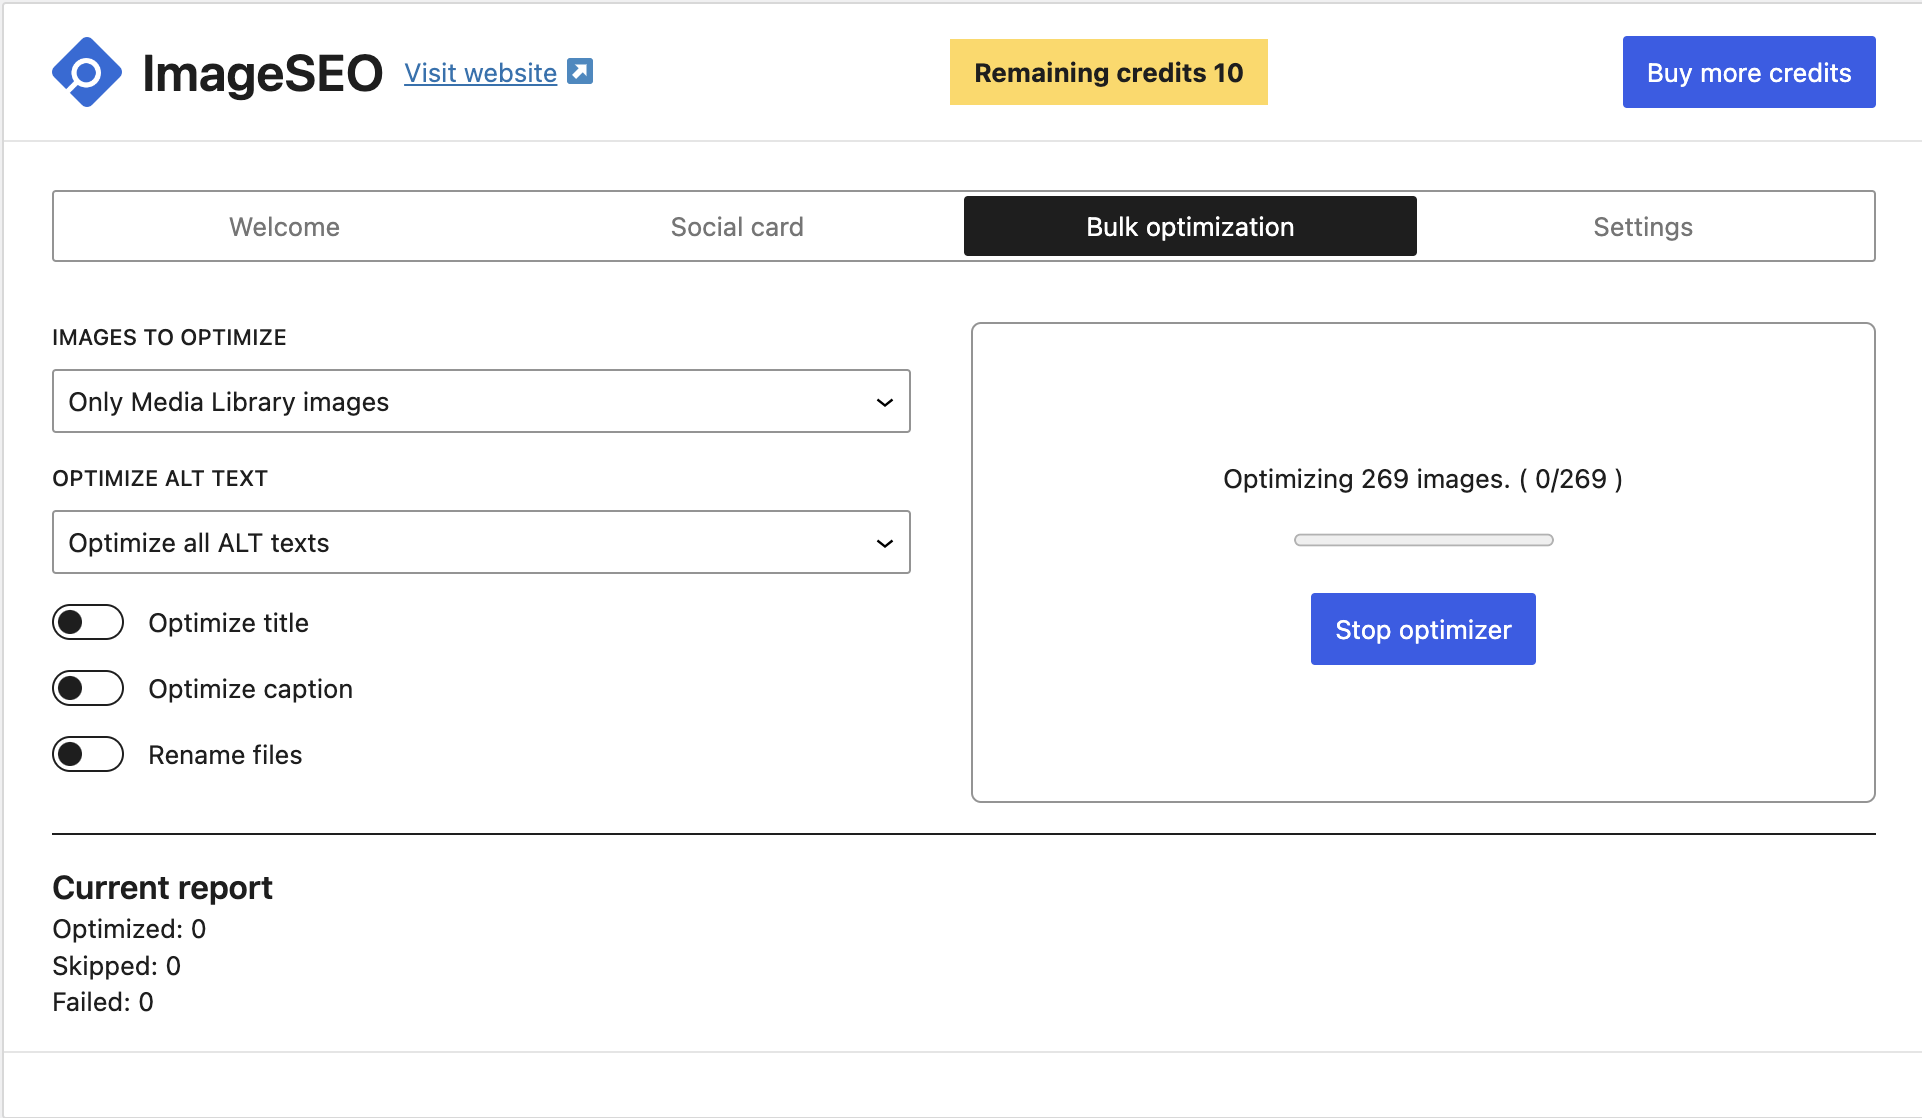 ImageSEO Visit website Remaining credits 10 Buy more credits
Welcome Social card Bulk optimization Settings
IMAGES TO OPTIMIZE
Only Media Library images
OPTIMIZE ALT TEXT
Optimize all ALT texts
Optimize title
Optimize caption
Rename files
Optimizing 269 images. ( 0/269 )
Stop optimizer
Current report
Optimized: 0
Skipped: 0
Failed: 0